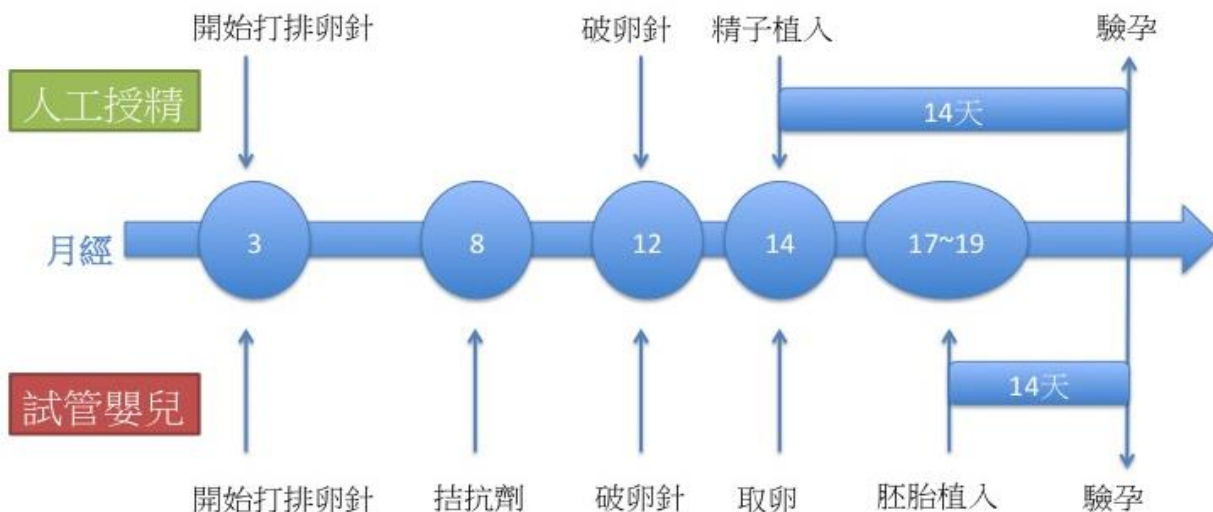 開始打排卵針
破卵針
精子植入
驗孕
人工授精
14天
月經
3
8
12
14
17~19
試管嬰兒
14天
開始打排卵針
拮抗劑
破卵針
取卵
胚胎植入
驗孕